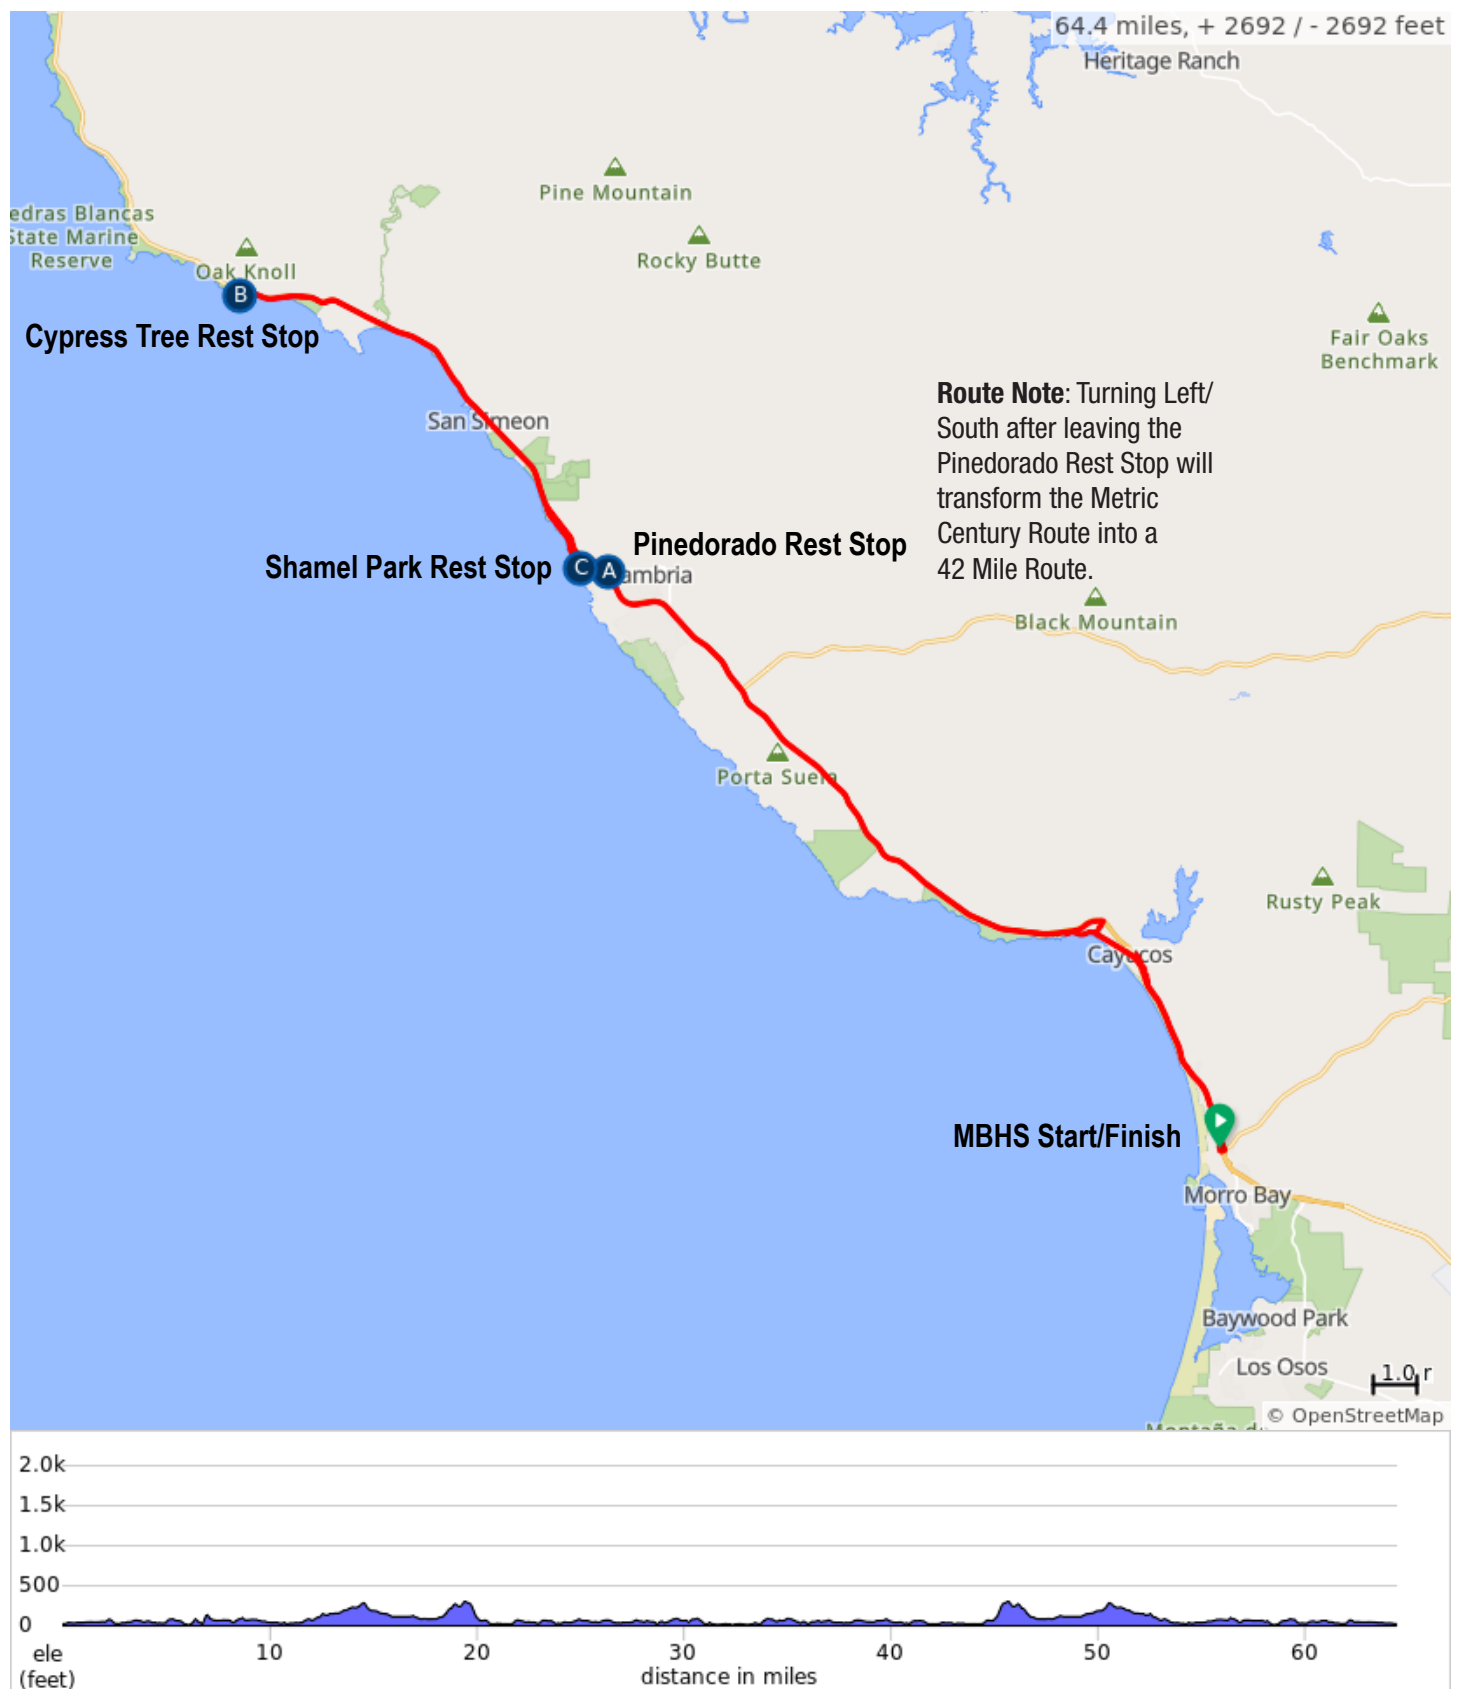 64.4 miles, + 2692 / - 2692 feet
Heritage Ranch
Pine Mountain
edras Blancas
State Marine
Reserve
Rocky Butte
Oak Knoll
B
Cypress Tree Rest Stop
Fair Oaks
Benchmark
Route Note: Turning Left/
South after leaving the
Pinedorado Rest Stop will
transform the Metric
Century Route into a
42 Mile Route.
San Simeon
Pinedorado Rest Stop
Shamel Park Rest Stop
C
A
ambria
Black Mountain
Porta Suela
Rusty Peak
Cayucos
MBHS Start/Finish
Morro Bay
Baywood Park
Los Osos
1.0 r
© OpenStreetMap
2.0k
1.5k
1.0k
500
0
ele
(feet)
10
20
30
40
50
60
distance in miles